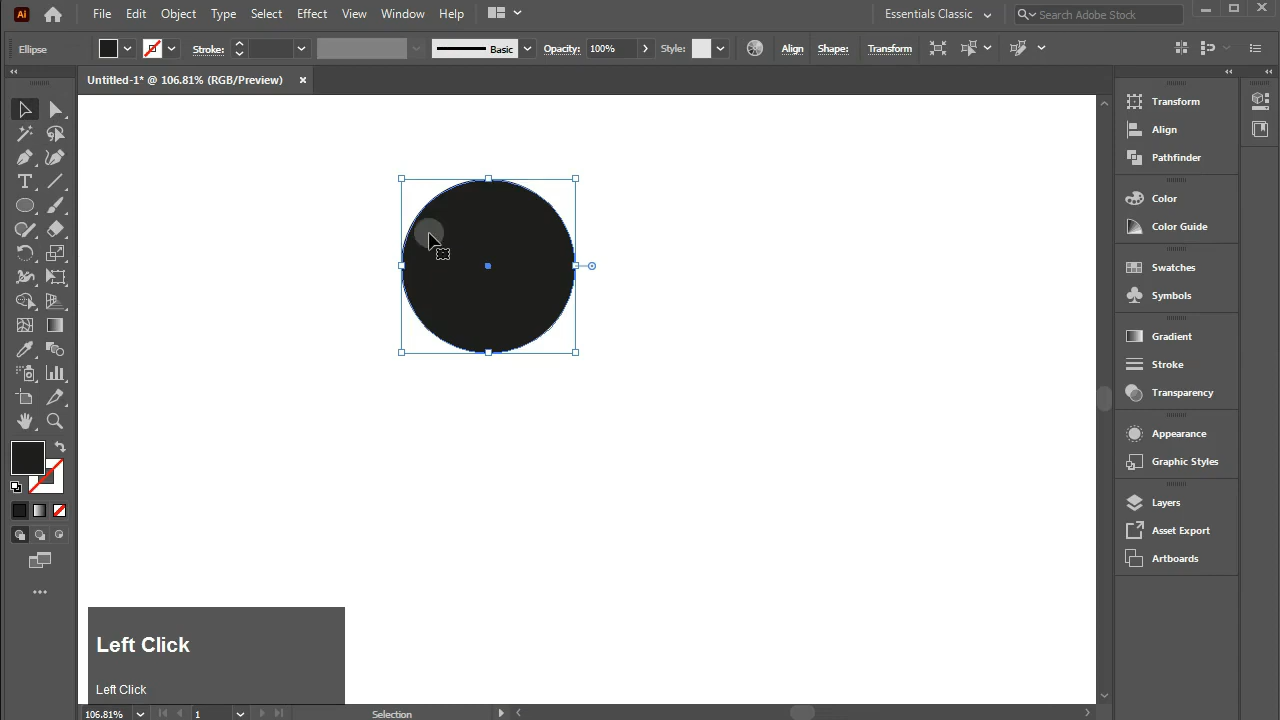 Ai File Edit Object Type Select Effect View Window Help Essentials Classic Search Adobe Stock
Ellipse Stroke: Basic Opacity: 100% Style: Align Shape: Transform
Untitled-1* @ 106.81% (RGB/Preview)
Transform
Align
Pathfinder
Color
Color Guide
Swatches
Symbols
Gradient
Stroke
Transparency
Appearance
Graphic Styles
Layers
Asset Export
Artboards
Left Click
Left Click
106.81% 1 Selection